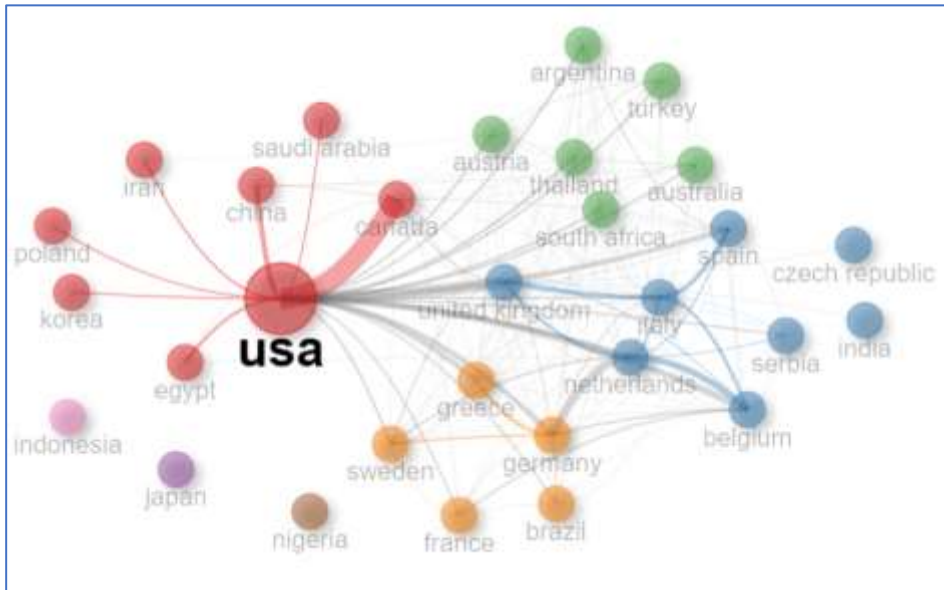 argentina
turkey
saudi arabia
austria
iran
thailand
australia
china
canada
south africa
poland
spain
czech republic
united kingdom
korea
italy
usa
serbia
india
egypt
netherlands
greece
belgium
indonesia
sweden
germany
japan
nigeria
france
brazil